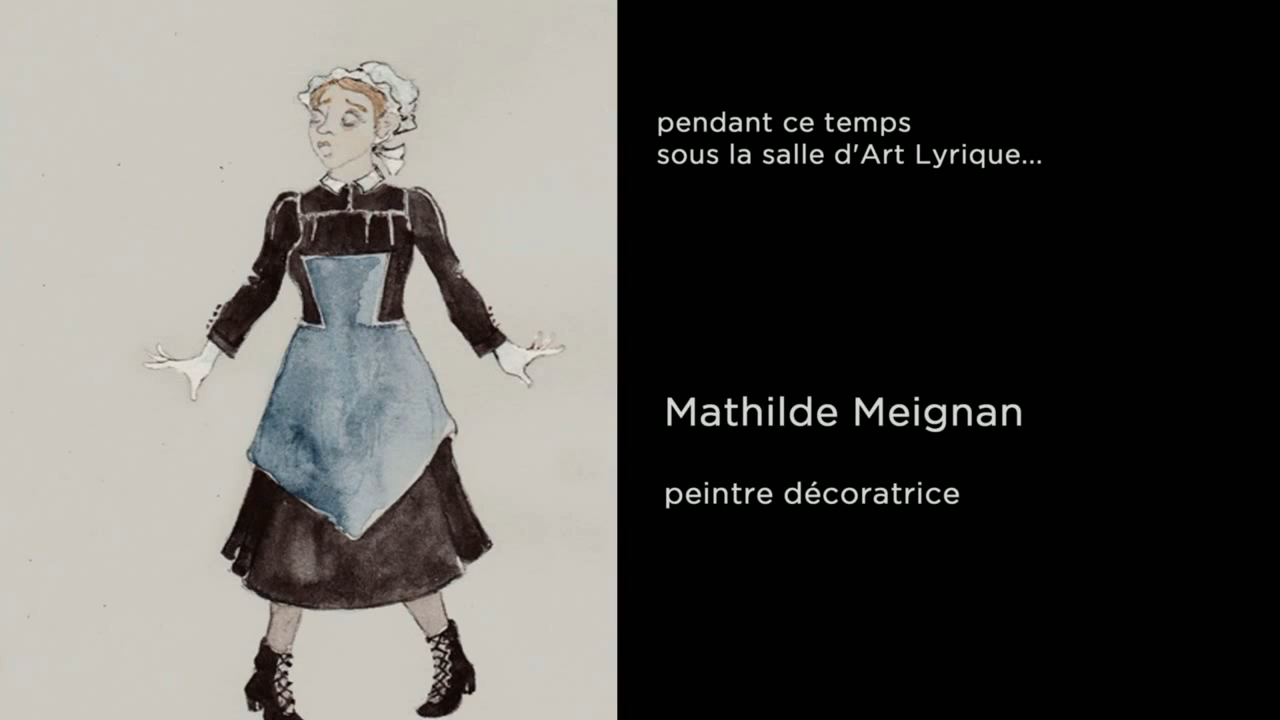 pendant ce temps
sous la salle d'Art Lyrique...
Mathilde Meignan
peintre décoratrice